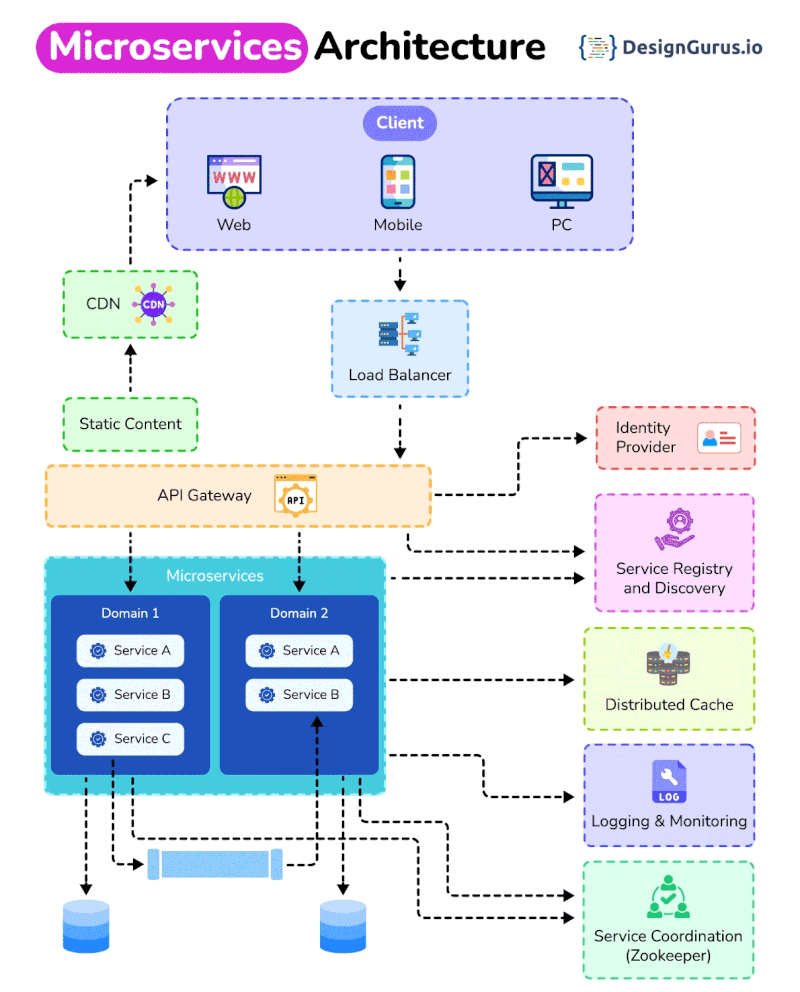 Microservices Architecture
{} DesignGurus.io
Client
WWW
Web
Mobile
PC
CDN
CDN
Load Balancer
Static Content
Identity
Provider
API Gateway
API
Service Registry
and Discovery
Microservices
Domain 1
Service A
Service B
Service C
Domain 2
Service A
Service B
Distributed Cache
LOG
Logging & Monitoring
Service Coordination
(Zookeeper)